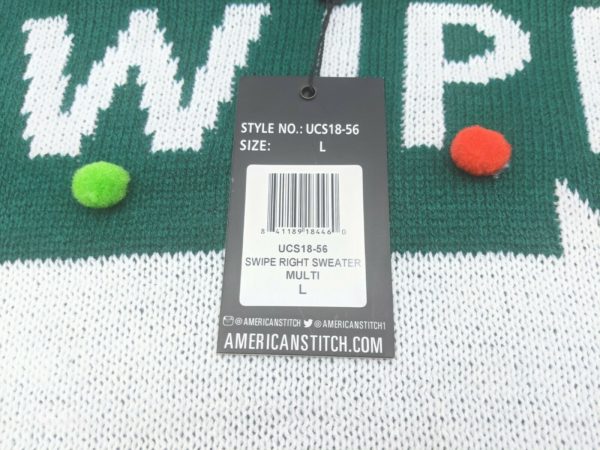 WIP
STYLE NO.: UCS18-56
SIZE: L
8 41189 18446 0
UCS18-56
SWIPE RIGHT SWEATER
MULTI
L
@AMERICANSTITCH @AMERICANSTITCH1
AMERICANSTITCH.COM